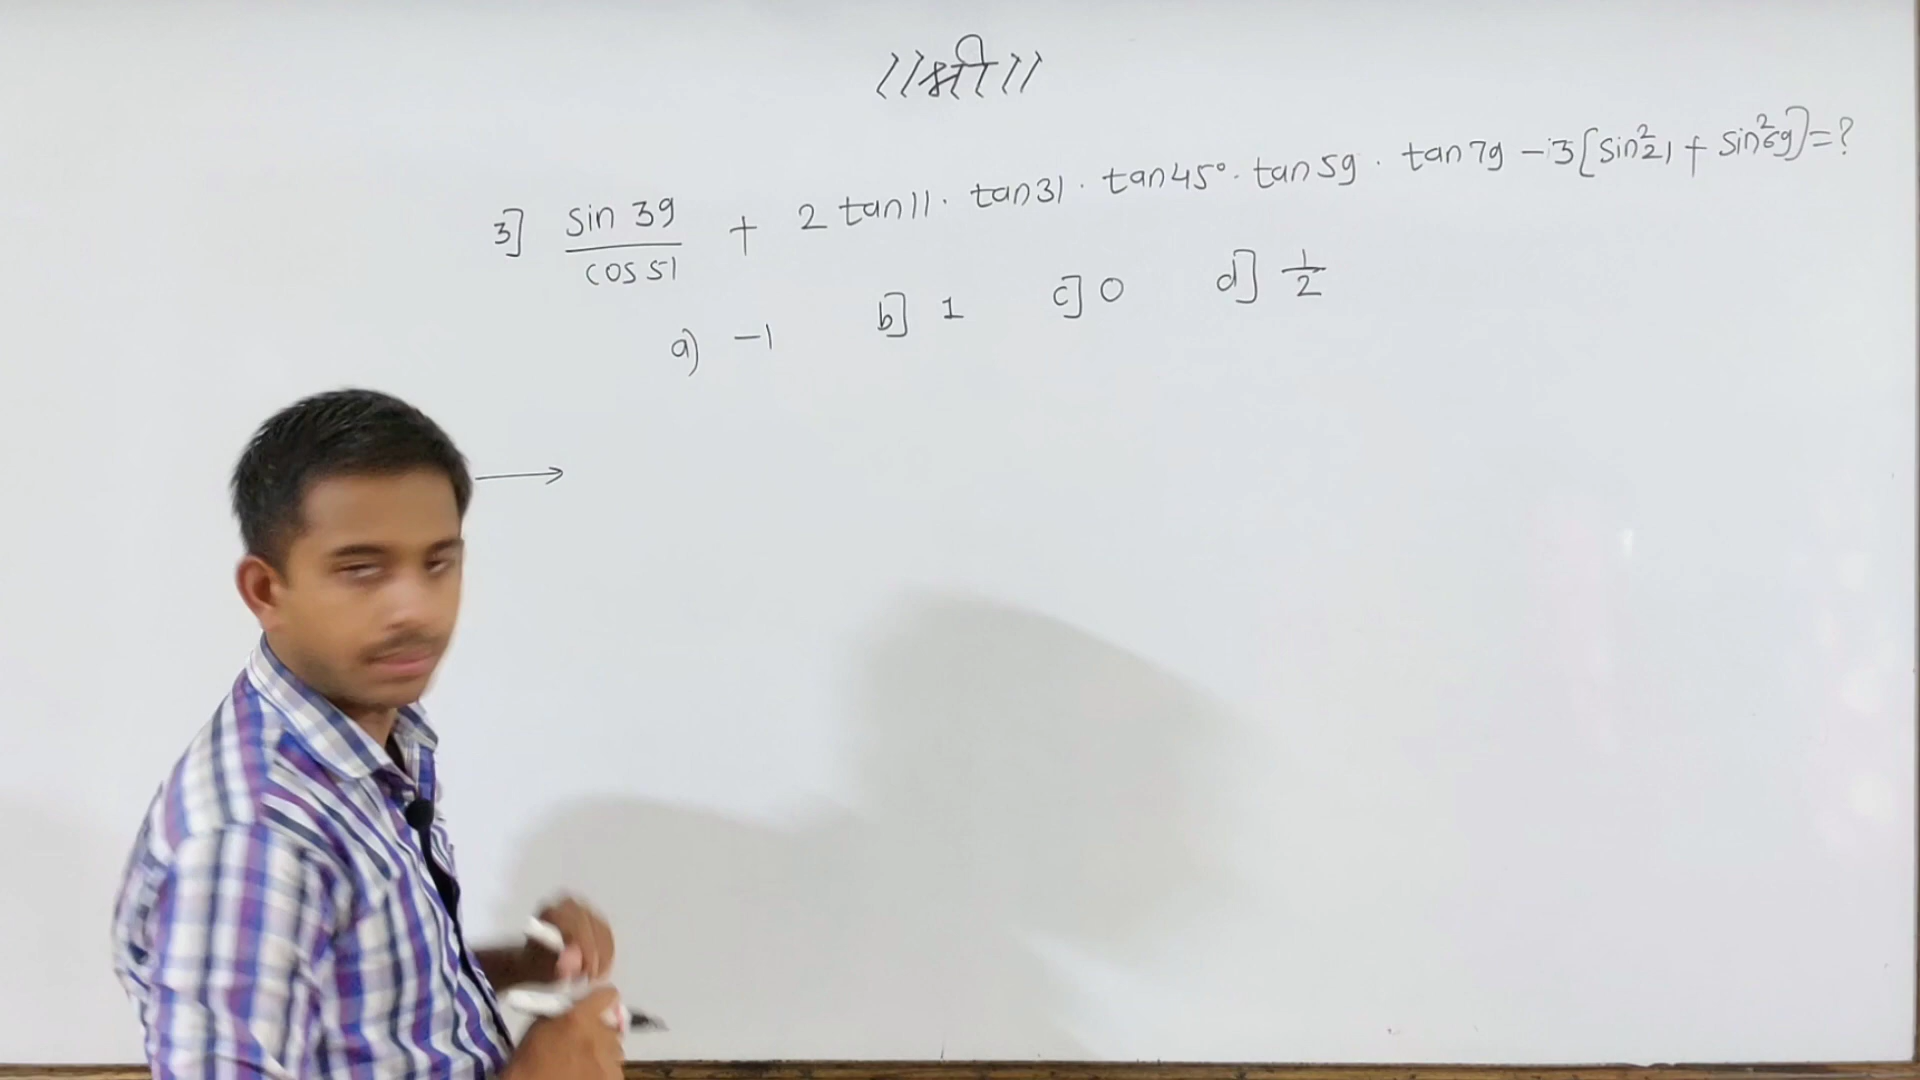 ।।श्री।।
3] sin 39 / cos 51 + 2 tan11 · tan31 · tan45° · tan59 · tan79 − 3[sin²21 + sin²69] = ?
a) −1 b] 1 c] 0 d] 1/2
→